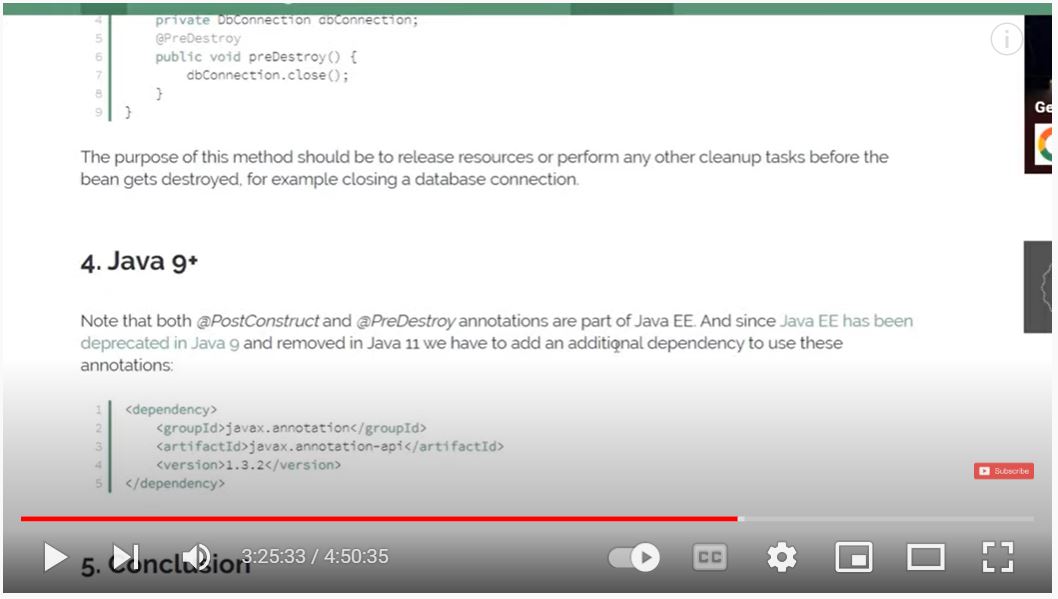 4 private DbConnection dbConnection;
5 @PreDestroy
6 public void preDestroy() {
7 dbConnection.close();
8 }
9 }
Ge
The purpose of this method should be to release resources or perform any other cleanup tasks before the
bean gets destroyed, for example closing a database connection.
4. Java 9+
Note that both @PostConstruct and @PreDestroy annotations are part of Java EE. And since Java EE has been
deprecated in Java 9 and removed in Java 11 we have to add an additional dependency to use these
annotations:
1 <dependency>
2 <groupId>javax.annotation</groupId>
3 <artifactId>javax.annotation-api</artifactId>
4 <version>1.3.2</version>
5 </dependency>
Subscribe
5. Conclusion
3:25:33 / 4:50:35
CC